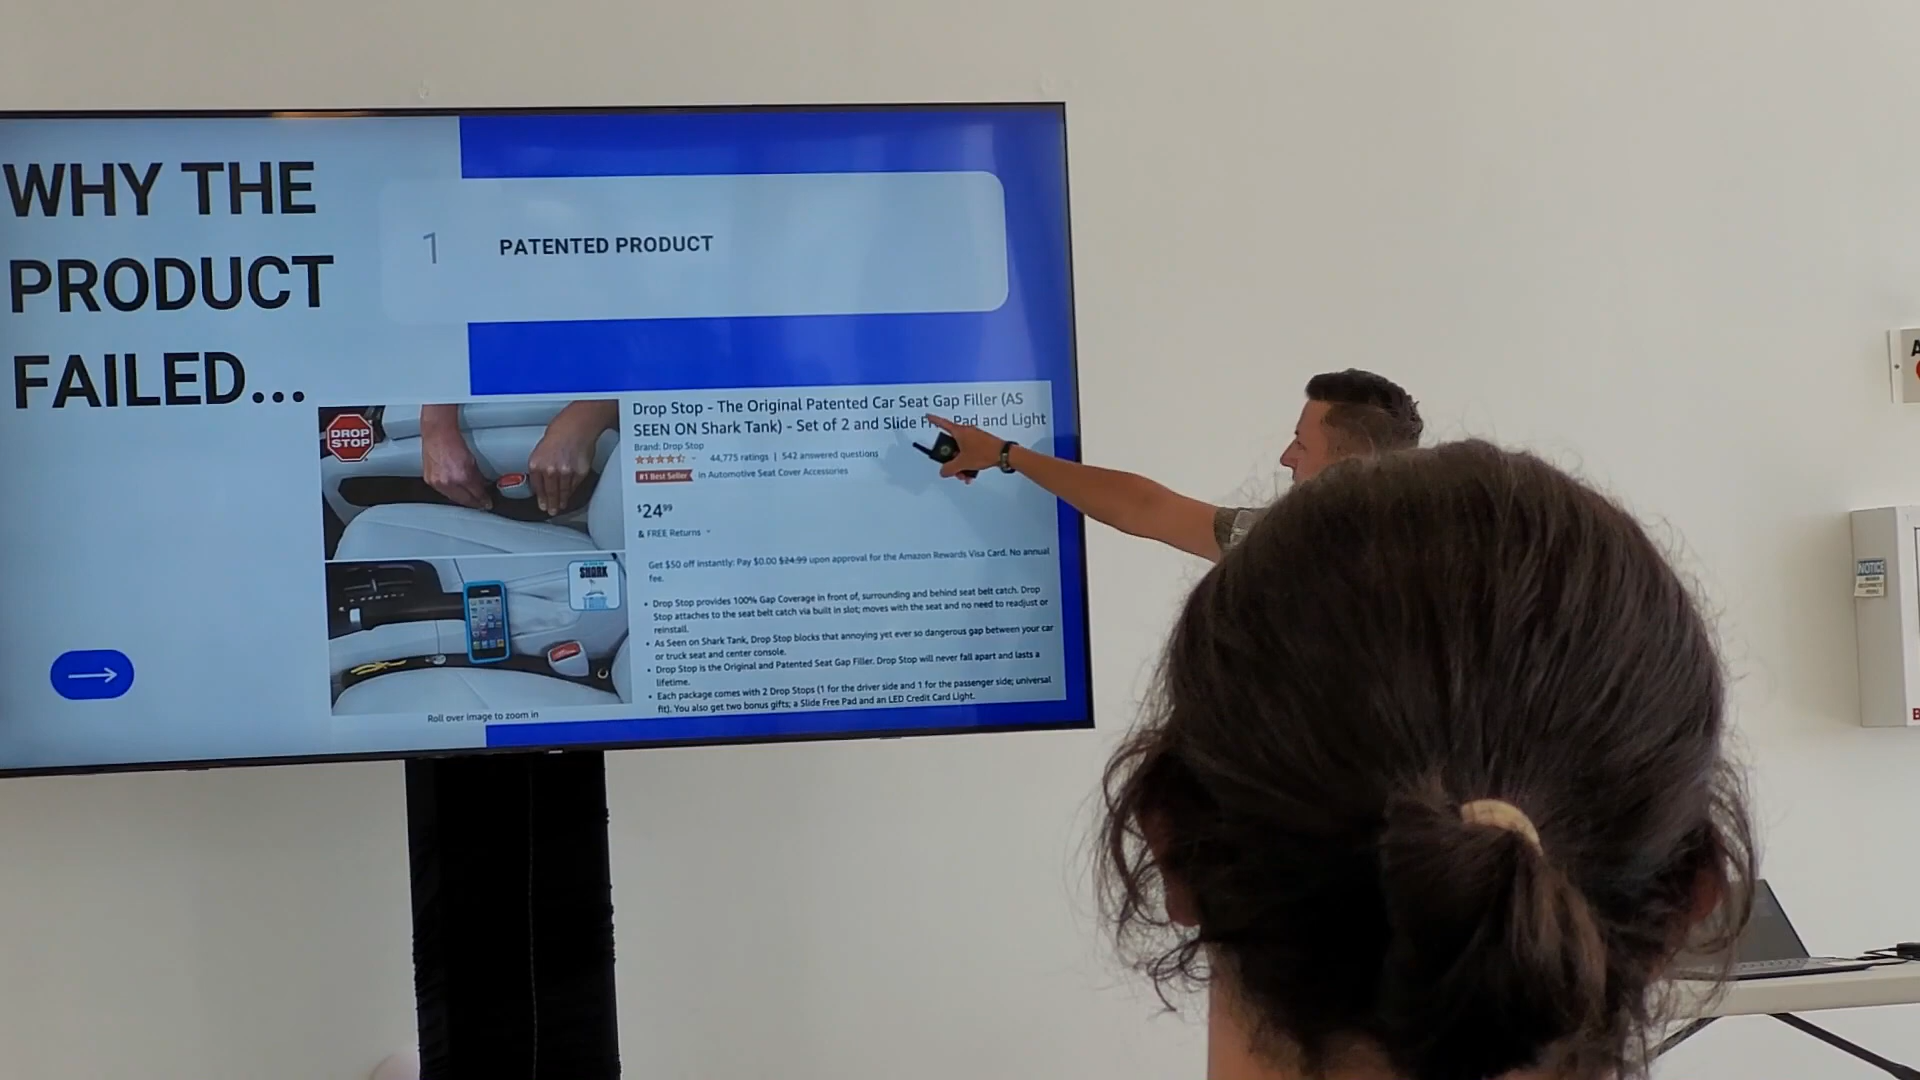 WHY THE
PRODUCT
FAILED...
1
PATENTED PRODUCT
DROP
STOP
Drop Stop - The Original Patented Car Seat Gap Filler (AS
SEEN ON Shark Tank) - Set of 2 and Slide Pad and Light
Brand: Drop Stop
44,775 ratings | 542 answered questions
#1 Best Seller in Automotive Seat Cover Accessories
$24.99
& FREE Returns
Get $50 off instantly: Pay $0.00 $24.99 upon approval for the Amazon Rewards Visa Card. No annual
fee.
• Drop Stop provides 100% Gap Coverage in front of, surrounding and behind seat belt catch. Drop
Stop attaches to the seat belt catch via built in slot; moves with the seat and no need to readjust or
reinstall.
• As Seen on Shark Tank, Drop Stop blocks that annoying yet ever so dangerous gap between your car
or truck seat and center console.
• Drop Stop is the Original and Patented Seat Gap Filler. Drop Stop will never fall apart and lasts a
lifetime.
• Each package comes with 2 Drop Stops (1 for the driver side and 1 for the passenger side; universal
fit). You also get two bonus gifts; a Slide Free Pad and an LED Credit Card Light.
SHARK
Roll over image to zoom in
NOTICE